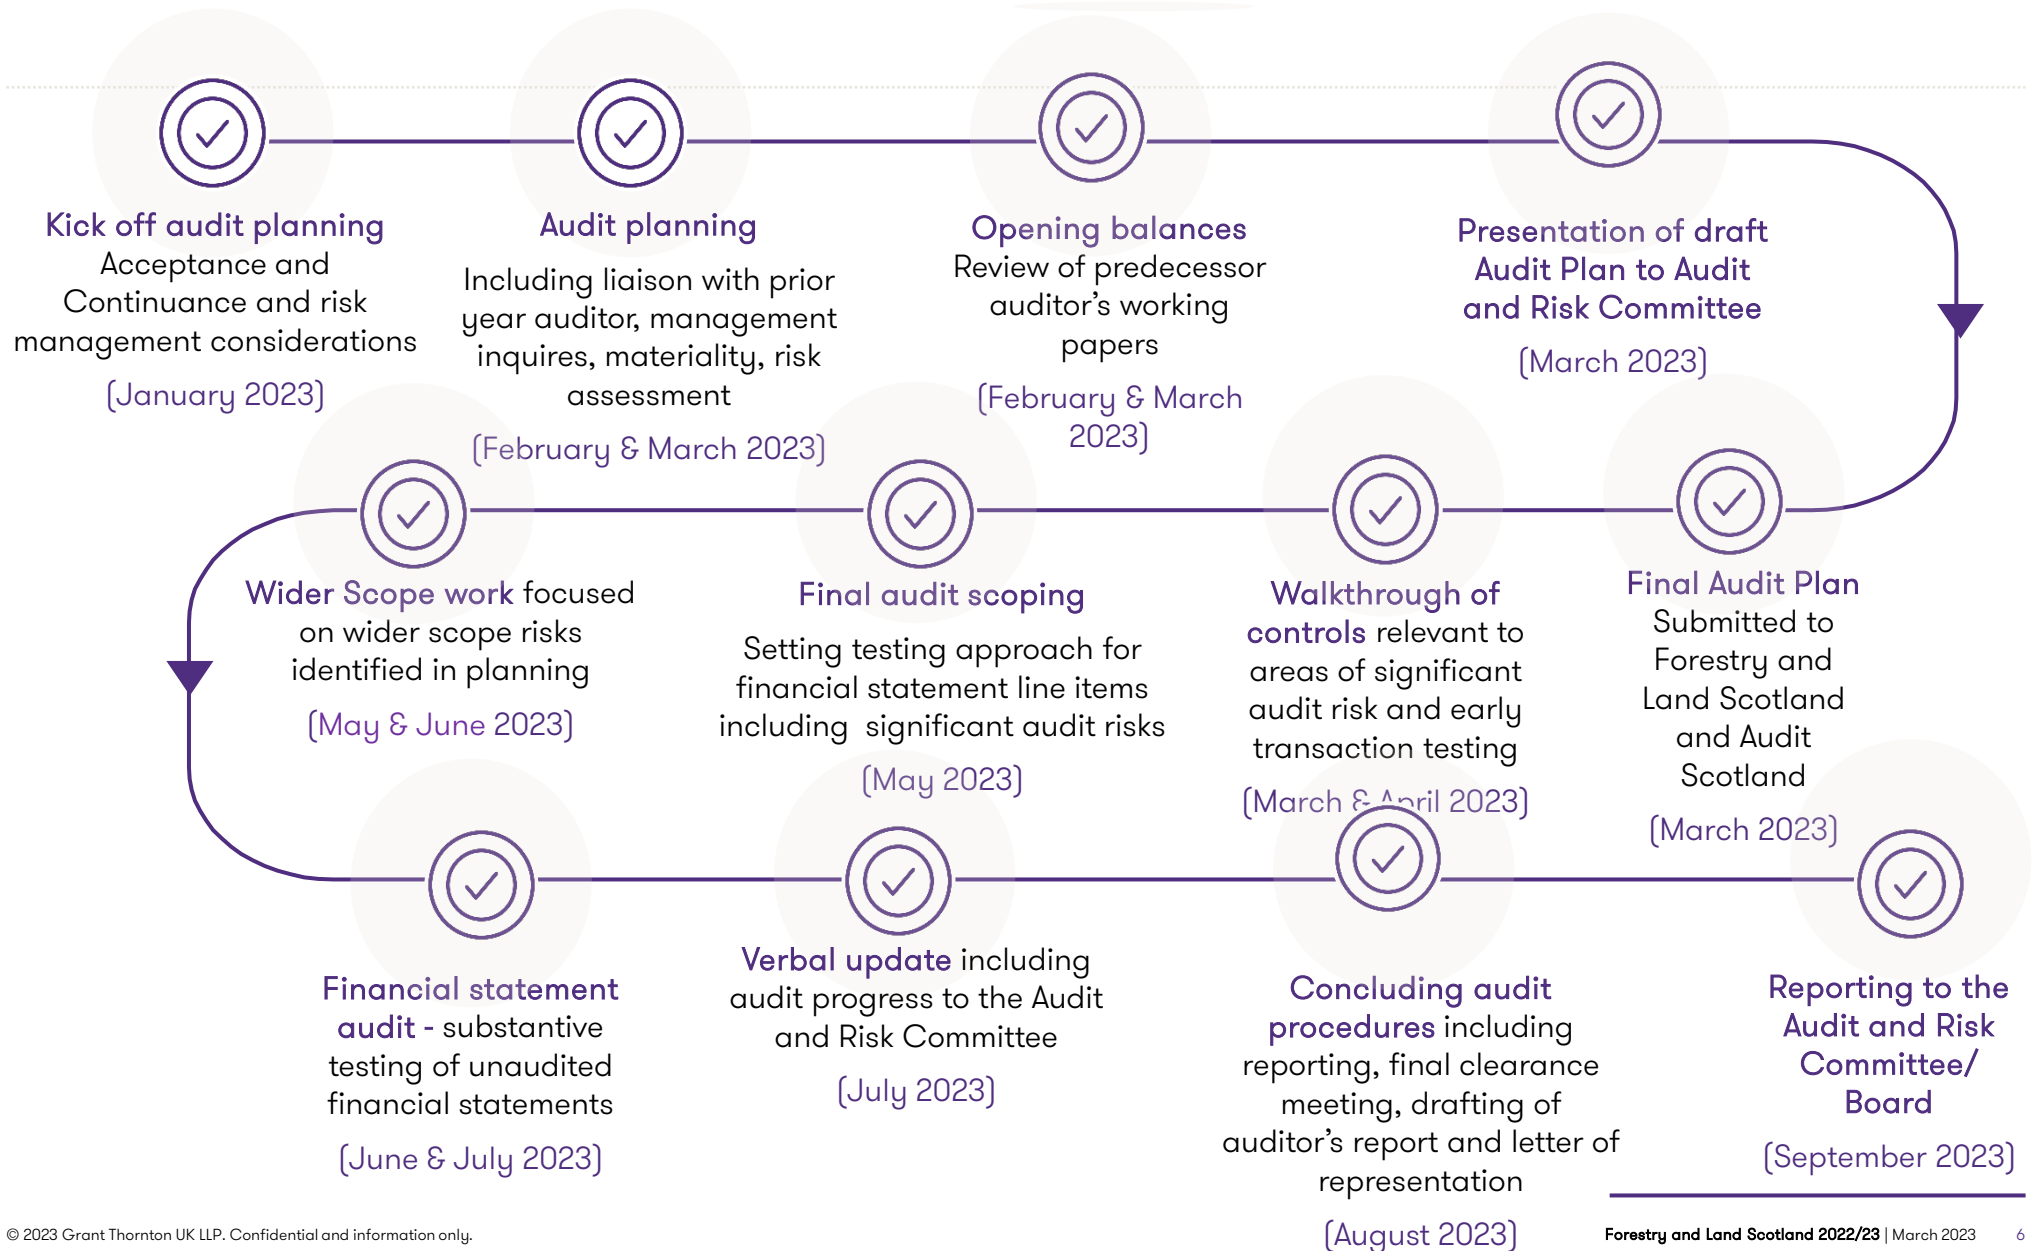 Kick off audit planning
Acceptance and
Continuance and risk
management considerations
(January 2023)
Audit planning
Including liaison with prior
year auditor, management
inquires, materiality, risk
assessment
(February & March 2023)
Opening balances
Review of predecessor
auditor's working
papers
(February & March
2023)
Presentation of draft
Audit Plan to Audit
and Risk Committee
(March 2023)
Final Audit Plan
Submitted to
Forestry and
Land Scotland
and Audit
Scotland
(March 2023)
Walkthrough of
controls relevant to
areas of significant
audit risk and early
transaction testing
(March & April 2023)
Final audit scoping
Setting testing approach for
financial statement line items
including  significant audit risks
(May 2023)
Wider Scope work focused
on wider scope risks
identified in planning
(May & June 2023)
Financial statement
audit - substantive
testing of unaudited
financial statements
(June & July 2023)
Verbal update including
audit progress to the Audit
and Risk Committee
(July 2023)
Concluding audit
procedures including
reporting, final clearance
meeting, drafting of
auditor's report and letter of
representation
(August 2023)
Reporting to the
Audit and Risk
Committee/
Board
(September 2023)
© 2023 Grant Thornton UK LLP. Confidential and information only.
Forestry and Land Scotland 2022/23 | March 2023 6